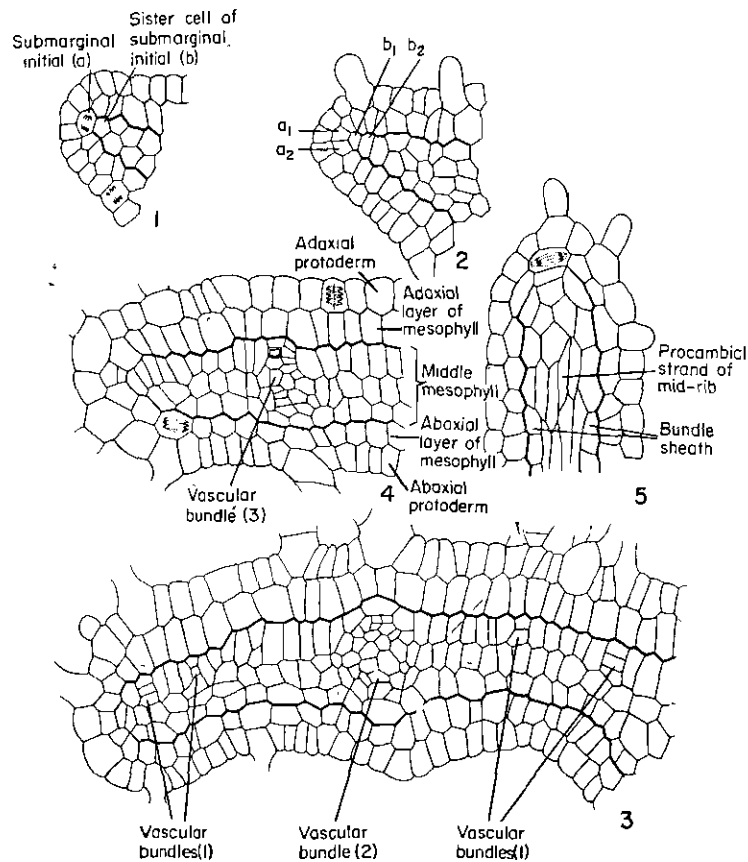 Submarginal
initial (a)
Sister cell of
submarginal
initial (b)
1
b1 b2
a1
a2
2
Adaxial
protoderm
Adaxial
layer of
mesophyll
Middle
mesophyll
Abaxial
layer of
mesophyll
Abaxial
protoderm
Vascular
bundle (3)
4
Procambial
strand of
mid-rib
Bundle
sheath
5
3
Vascular
bundles(1)
Vascular
bundle (2)
Vascular
bundles(1)